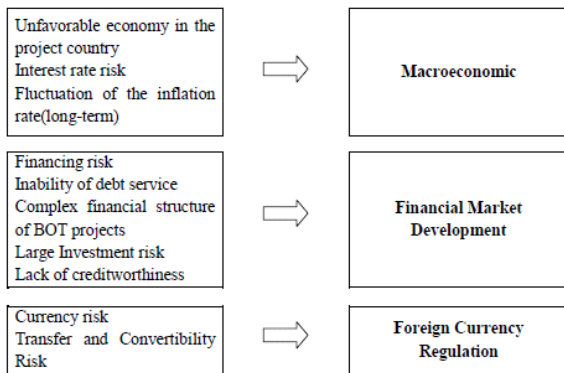 Unfavorable economy in the
project country
Interest rate risk
Fluctuation of the inflation
rate(long-term)
Macroeconomic
Financing risk
Inability of debt service
Complex financial structure
of BOT projects
Large Investment risk
Lack of creditworthiness
Financial Market
Development
Currency risk
Transfer and Convertibility
Risk
Foreign Currency
Regulation